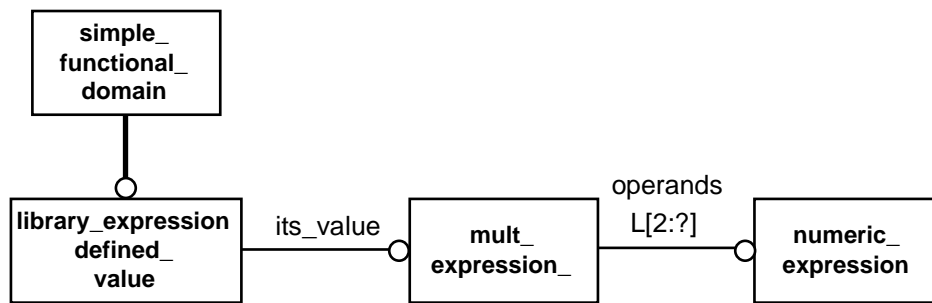 simple_
functional_
domain
library_expression
defined_
value
its_value
mult_
expression_
operands
L[2:?]
numeric_
expression